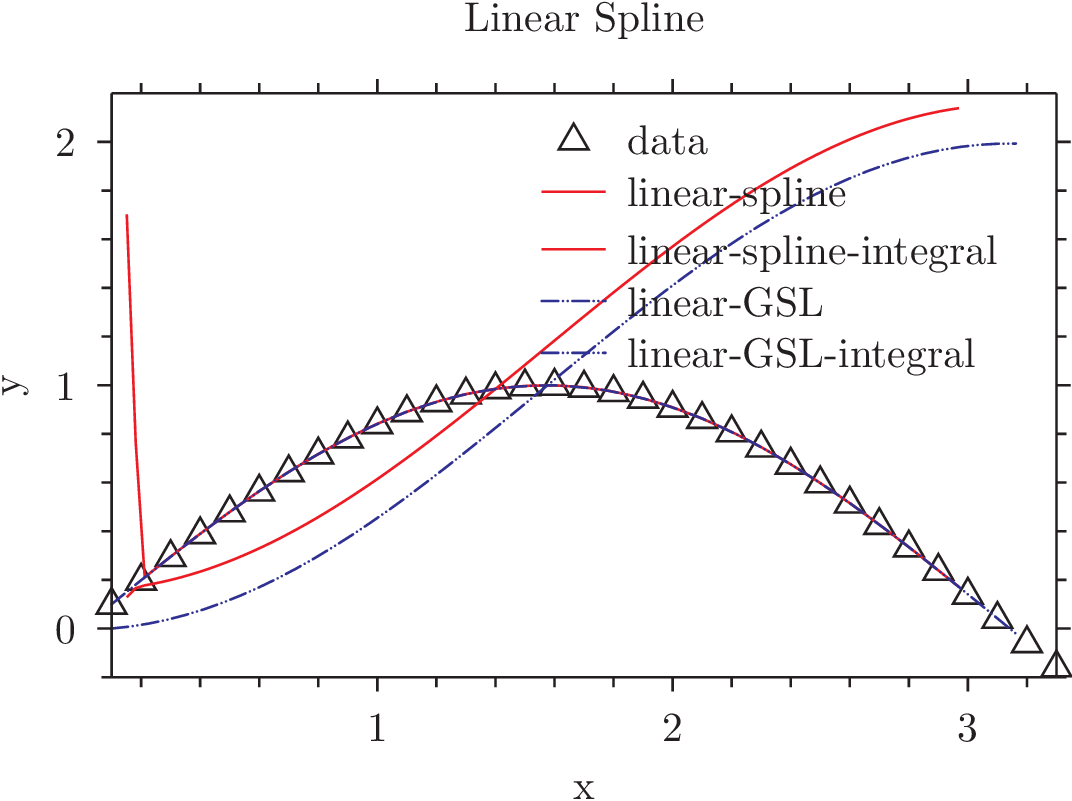 Linear Spline
data
linear-spline
linear-spline-integral
linear-GSL
linear-GSL-integral
2
1
0
y
1 2 3
x